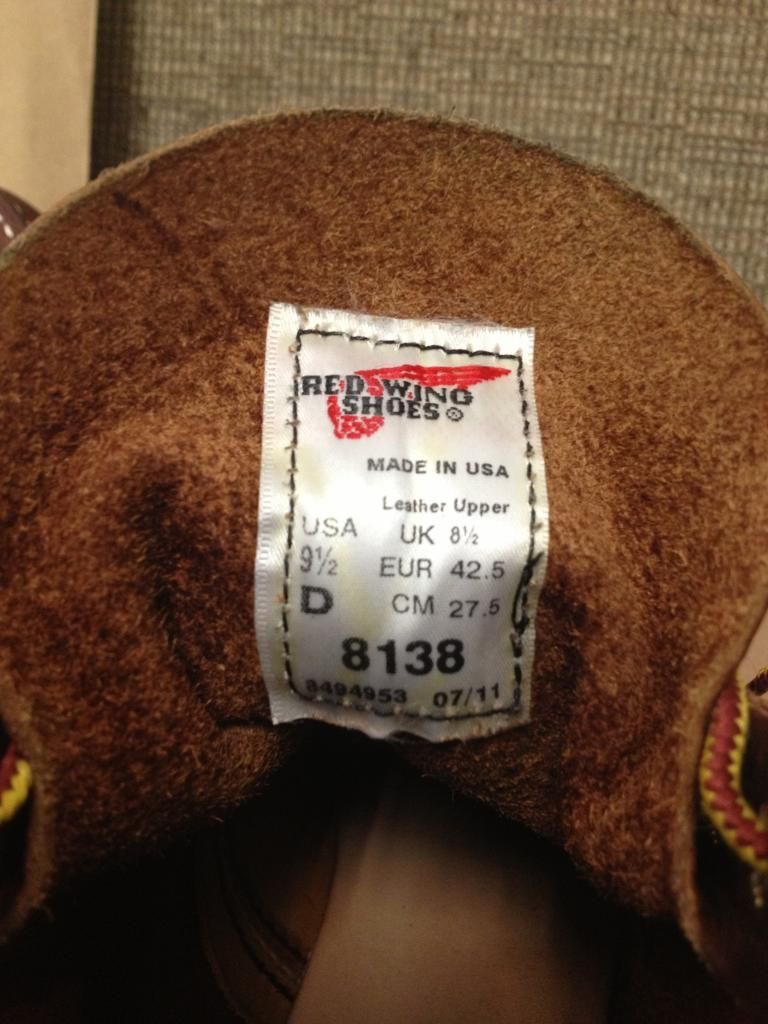 RED WING
SHOES®
MADE IN USA
Leather Upper
USA UK 8½
9½ EUR 42.5
D CM 27.5
8138
8494953 07/11